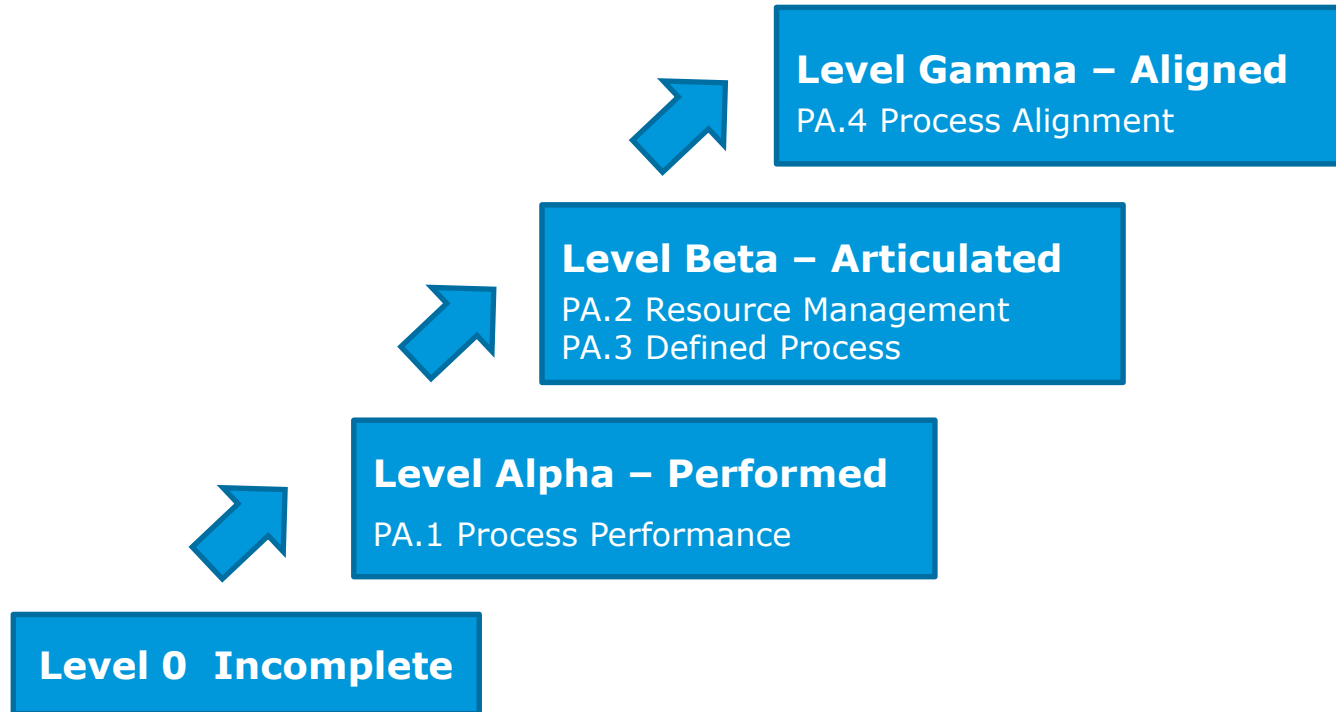 Level Gamma – Aligned
PA.4 Process Alignment
Level Beta – Articulated
PA.2 Resource Management
PA.3 Defined Process
Level Alpha – Performed
PA.1 Process Performance
Level 0  Incomplete